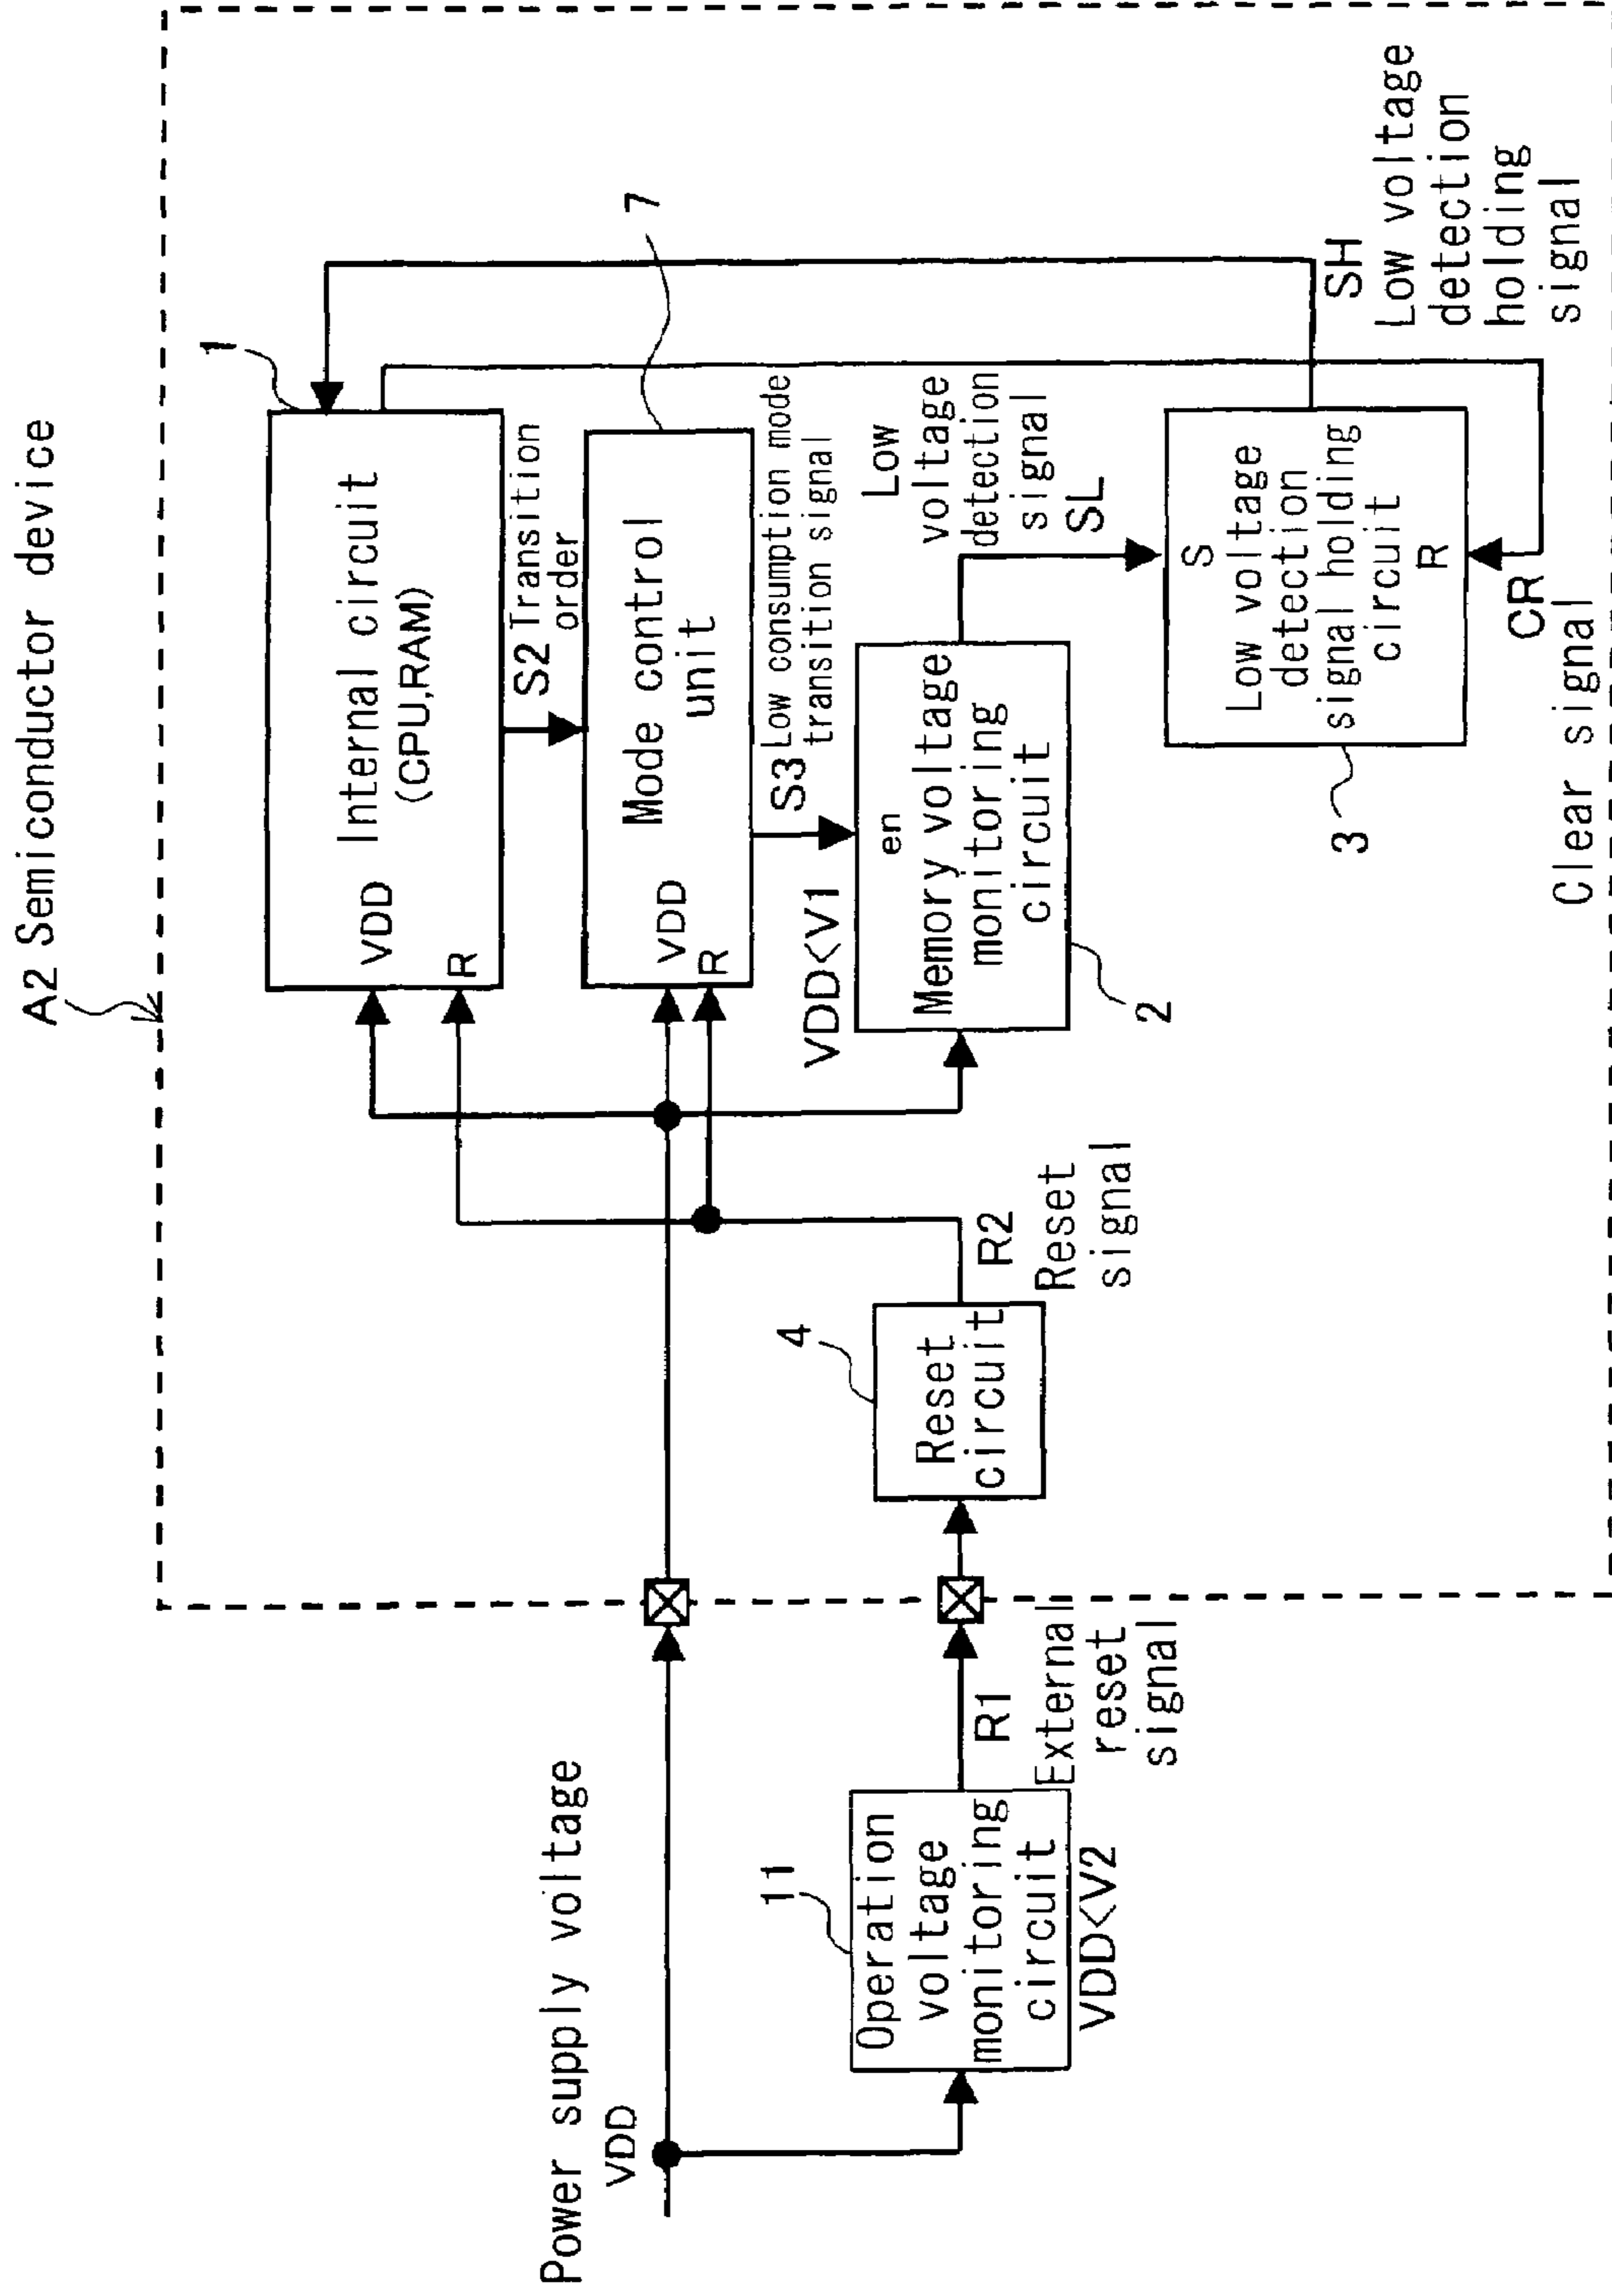 A2 Semiconductor device
1
Internal circuit
(CPU,RAM)
VDD
R
S2 Transition
order
7
Mode control
unit
VDD
R
S3 Low consumption mode
transition signal
VDD<V1
en
Memory voltage
monitoring
circuit
2
Low
voltage
detection
signal
SL
S
Low voltage
detection
signal holding
circuit
R
3
SH
Low voltage
detection
holding
signal
CR
Clear signal
4
Reset
circuit
R2
Reset
signal
Power supply voltage
VDD
11
Operation
voltage
monitoring
circuit
VDD<V2
R1
External
reset
signal